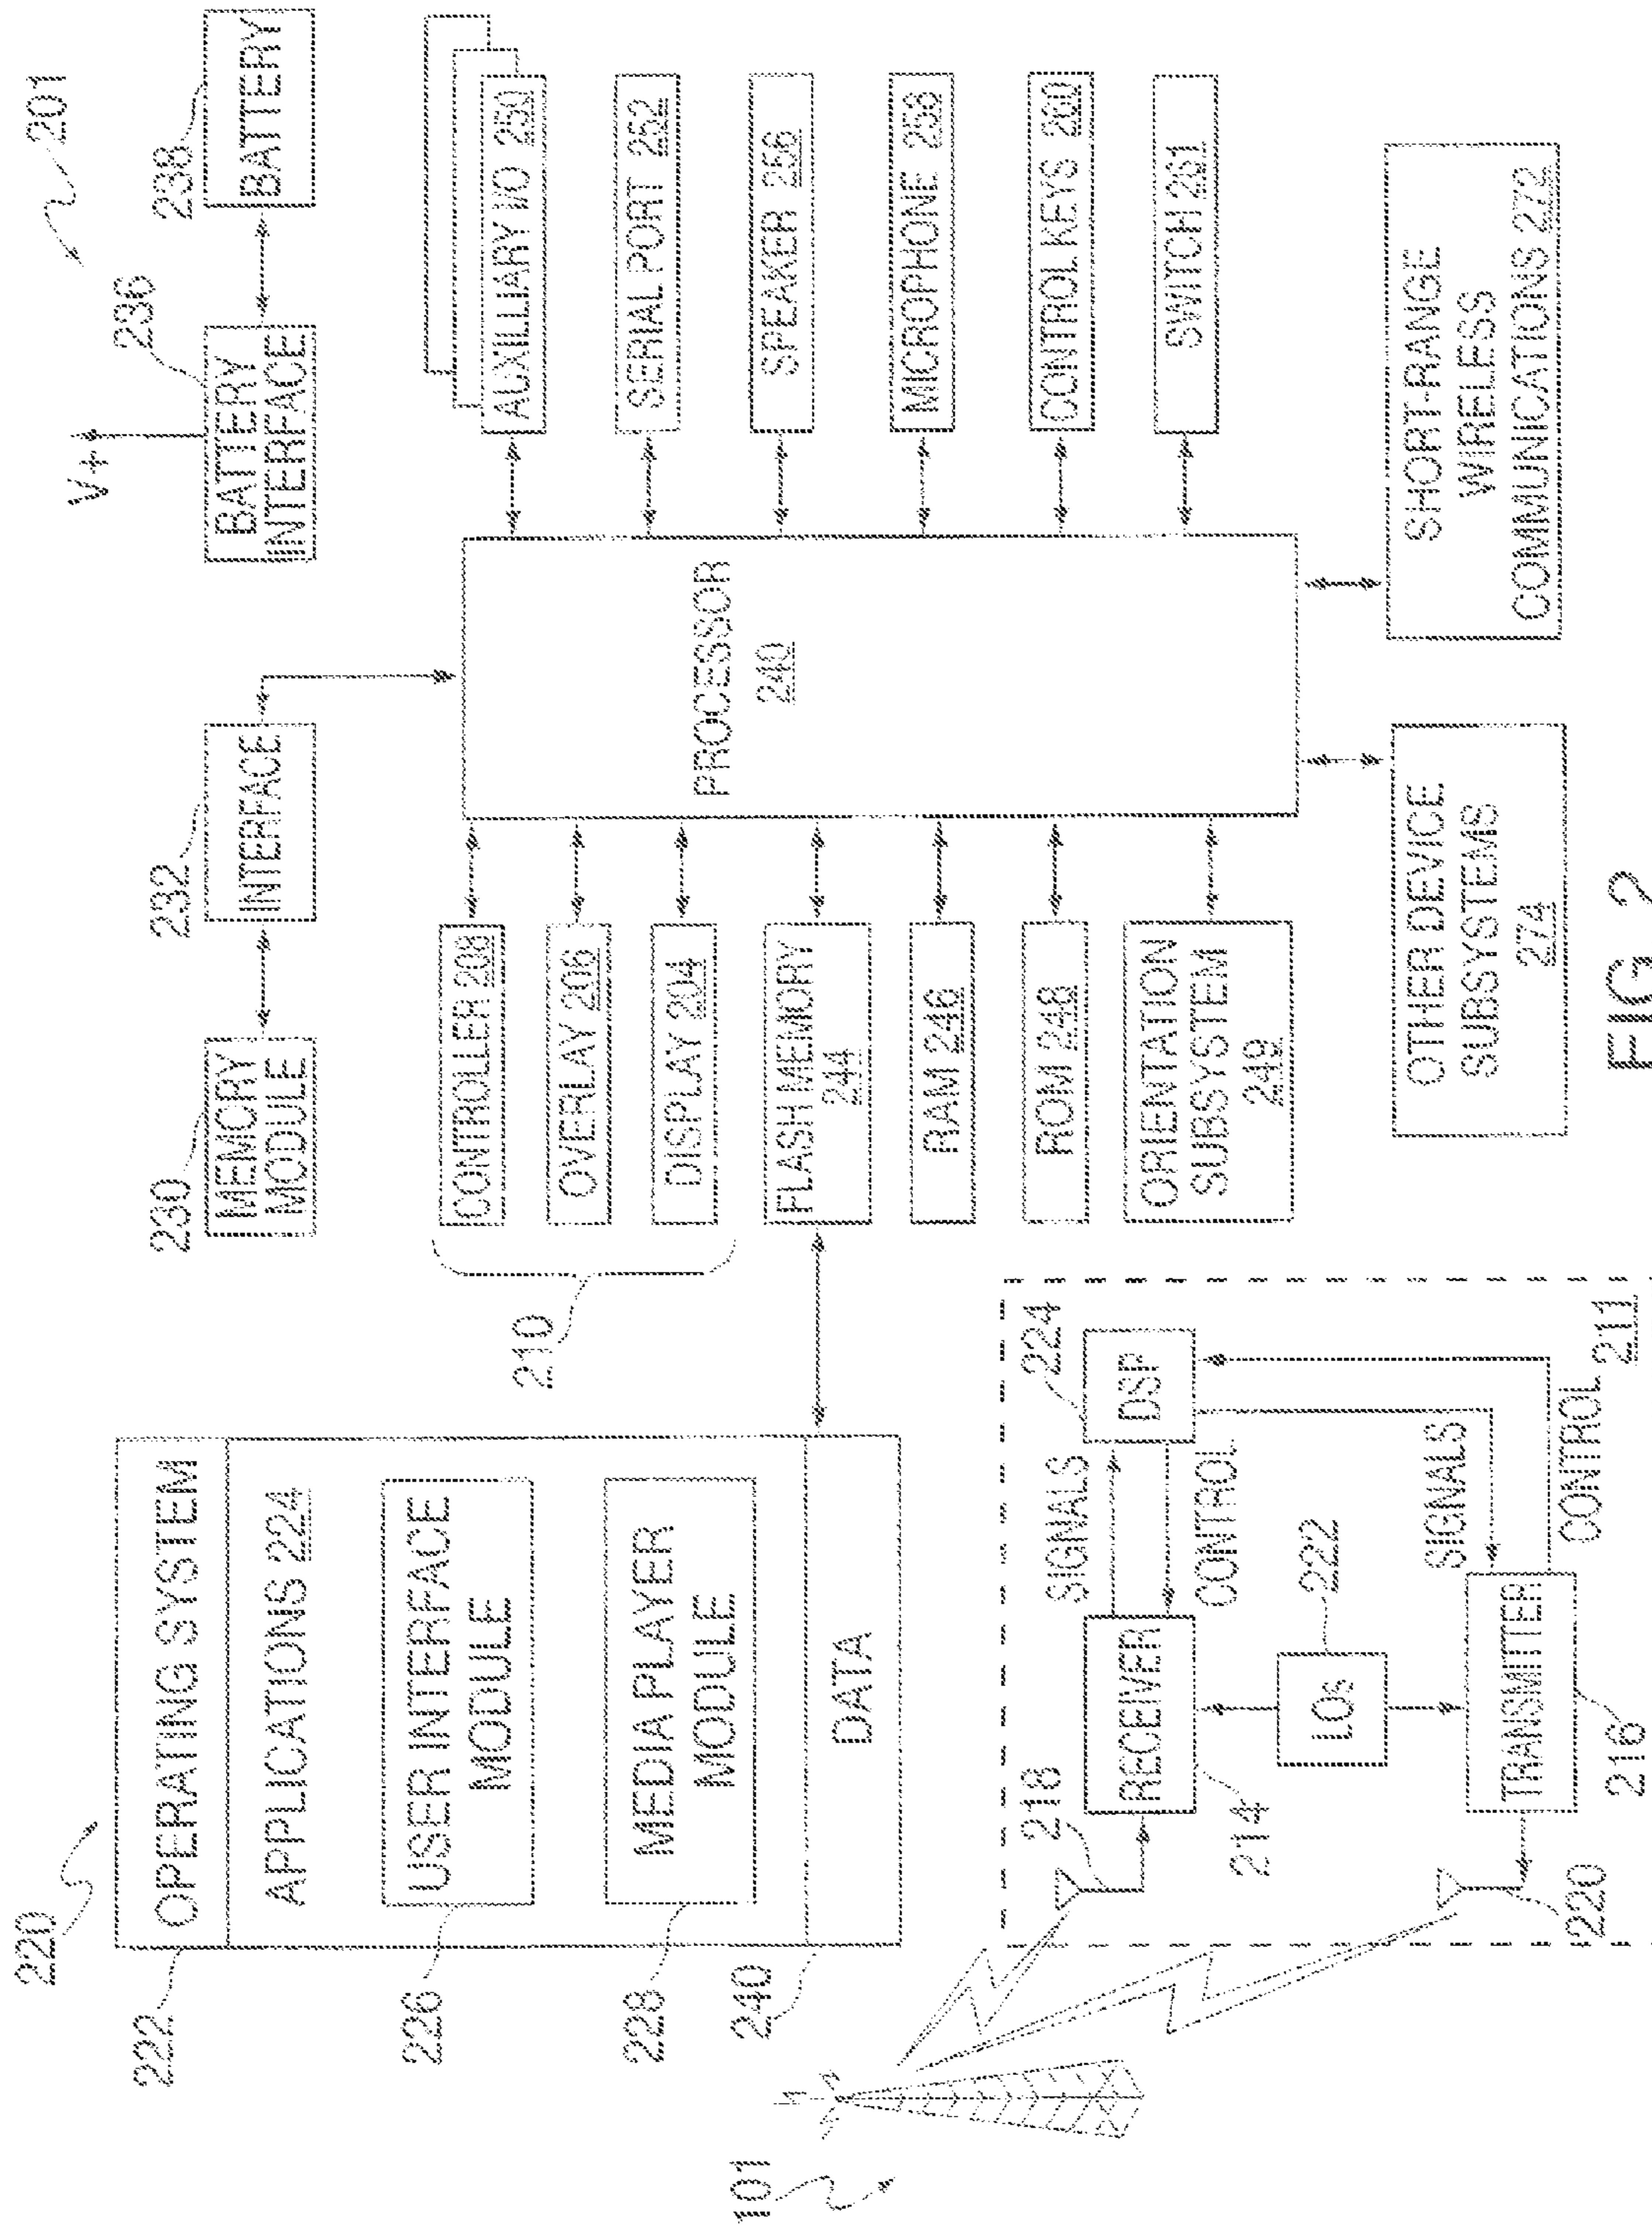 201
V+
236
238
BATTERY
INTERFACE
BATTERY
230
232
MEMORY
MODULE
INTERFACE
220
222
OPERATING SYSTEM
APPLICATIONS 224
226
USER INTERFACE
MODULE
228
MEDIA PLAYER
MODULE
240
DATA
210
CONTROLLER 208
OVERLAY 206
DISPLAY 204
FLASH MEMORY
244
RAM 246
ROM 248
ORIENTATION
SUBSYSTEM
249
PROCESSOR
240
AUXILLIARY I/O 250
SERIAL PORT 252
SPEAKER 256
MICROPHONE 258
CONTROL KEYS 260
SWITCH 261
101
218
RECEIVER
214
SIGNALS
CONTROL
224
DSP
LOs
222
SIGNALS
CONTROL
TRANSMITTER
216
220
211
OTHER DEVICE
SUBSYSTEMS
274
SHORT-RANGE
WIRELESS
COMMUNICATIONS 272
FIG 2